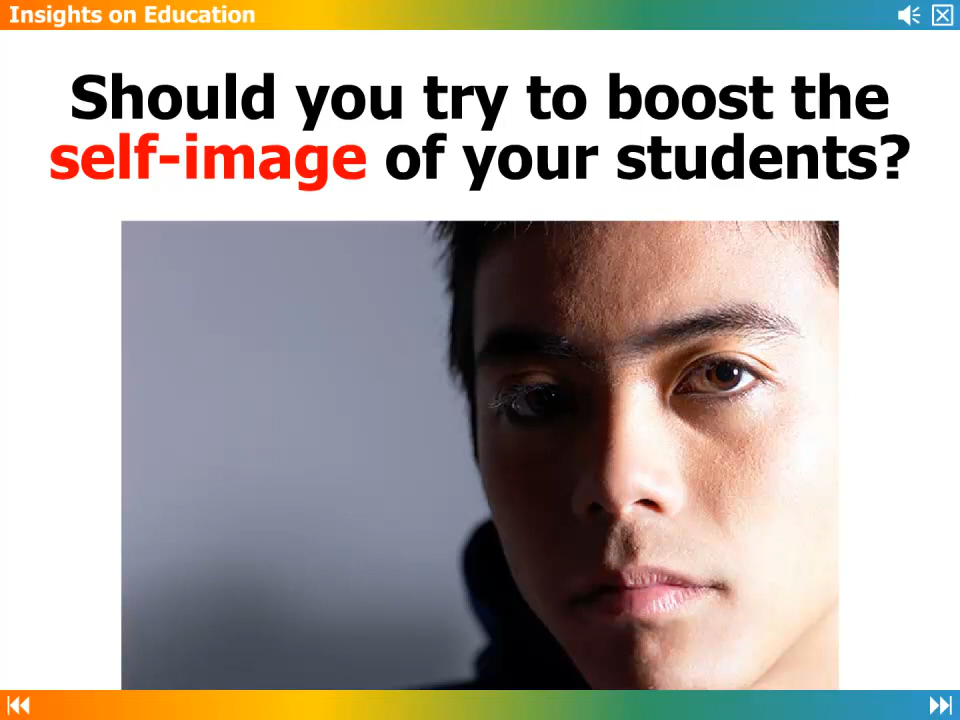 Insights on Education
Should you try to boost the
self-image of your students?